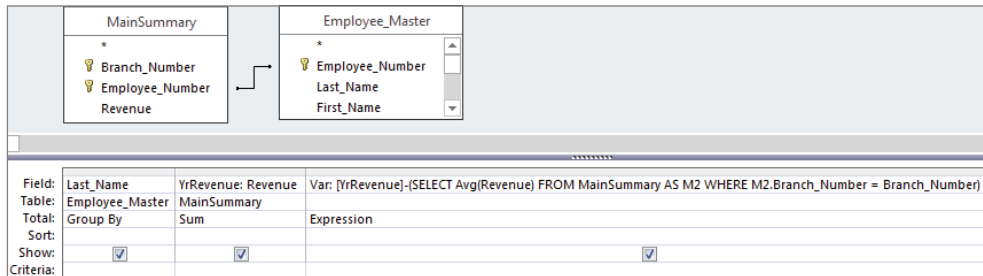 MainSummary
*
Branch_Number
Employee_Number
Revenue
Employee_Master
*
Employee_Number
Last_Name
First_Name
Field: Last_Name YrRevenue: Revenue Var: [YrRevenue]-(SELECT Avg(Revenue) FROM MainSummary AS M2 WHERE M2.Branch_Number = Branch_Number)
Table: Employee_Master MainSummary
Total: Group By Sum Expression
Sort:
Show:
Criteria: